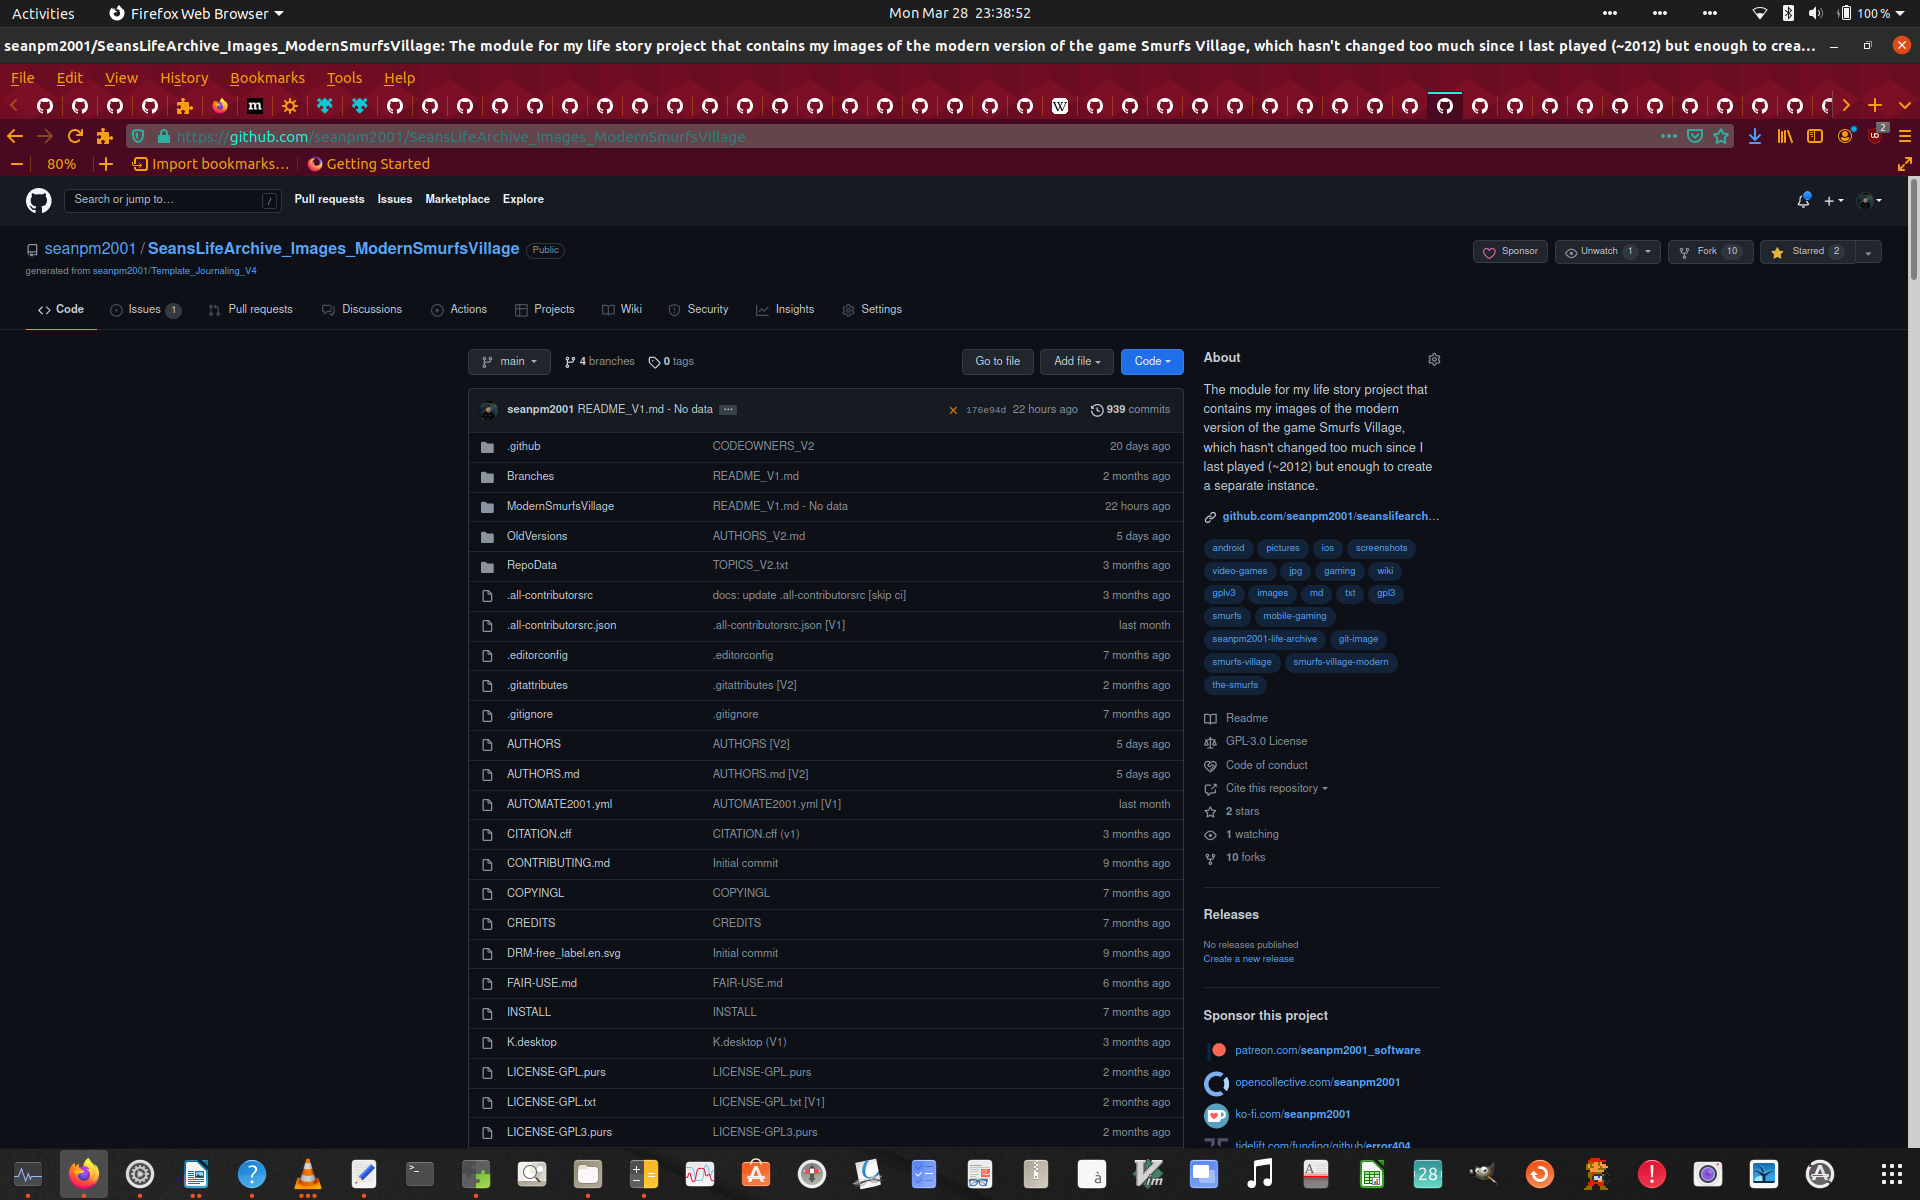 Activities
Firefox Web Browser
Mon Mar 28 23:38:52
100 %
seanpm2001/SeansLifeArchive_Images_ModernSmurfsVillage: The module for my life story project that contains my images of the modern version of the game Smurfs Village, which hasn't changed too much since I last played (~2012) but enough to crea...
File Edit View History Bookmarks Tools Help
https://github.com/seanpm2001/SeansLifeArchive_Images_ModernSmurfsVillage
2
80%
Import bookmarks...
Getting Started
Search or jump to...
/
Pull requests Issues Marketplace Explore
seanpm2001 / SeansLifeArchive_Images_ModernSmurfsVillage Public
Sponsor
Unwatch 1
Fork 10
Starred 2
generated from seanpm2001/Template_Journaling_V4
Code
Issues 1
Pull requests
Discussions
Actions
Projects
Wiki
Security
Insights
Settings
main
4 branches
0 tags
Go to file
Add file
Code
seanpm2001 README_V1.md - No data ... 176e94d 22 hours ago 939 commits
.github CODEOWNERS_V2 20 days ago
Branches README_V1.md 2 months ago
ModernSmurfsVillage README_V1.md - No data 22 hours ago
OldVersions AUTHORS_V2.md 5 days ago
RepoData TOPICS_V2.txt 3 months ago
.all-contributorsrc docs: update .all-contributorsrc [skip ci] 3 months ago
.all-contributorsrc.json .all-contributorsrc.json [V1] last month
.editorconfig .editorconfig 7 months ago
.gitattributes .gitattributes [V2] 2 months ago
.gitignore .gitignore 7 months ago
AUTHORS AUTHORS [V2] 5 days ago
AUTHORS.md AUTHORS.md [V2] 5 days ago
AUTOMATE2001.yml AUTOMATE2001.yml [V1] last month
CITATION.cff CITATION.cff (v1) 3 months ago
CONTRIBUTING.md Initial commit 9 months ago
COPYINGL COPYINGL 7 months ago
CREDITS CREDITS 7 months ago
DRM-free_label.en.svg Initial commit 9 months ago
FAIR-USE.md FAIR-USE.md 6 months ago
INSTALL INSTALL 7 months ago
K.desktop K.desktop (V1) 3 months ago
LICENSE-GPL.purs LICENSE-GPL.purs 2 months ago
LICENSE-GPL.txt LICENSE-GPL.txt [V1] 2 months ago
LICENSE-GPL3.purs LICENSE-GPL3.purs 2 months ago
About
The module for my life story project that
contains my images of the modern
version of the game Smurfs Village,
which hasn't changed too much since I
last played (~2012) but enough to create
a separate instance.
github.com/seanpm2001/seanslifearch...
android pictures ios screenshots
video-games jpg gaming wiki
gplv3 images md txt gpl3
smurfs mobile-gaming
seanpm2001-life-archive git-image
smurfs-village smurfs-village-modern
the-smurfs
Readme
GPL-3.0 License
Code of conduct
Cite this repository
2 stars
1 watching
10 forks
Releases
No releases published
Create a new release
Sponsor this project
patreon.com/seanpm2001_software
opencollective.com/seanpm2001
ko-fi.com/seanpm2001
tidelift.com/funding/github/error404
28